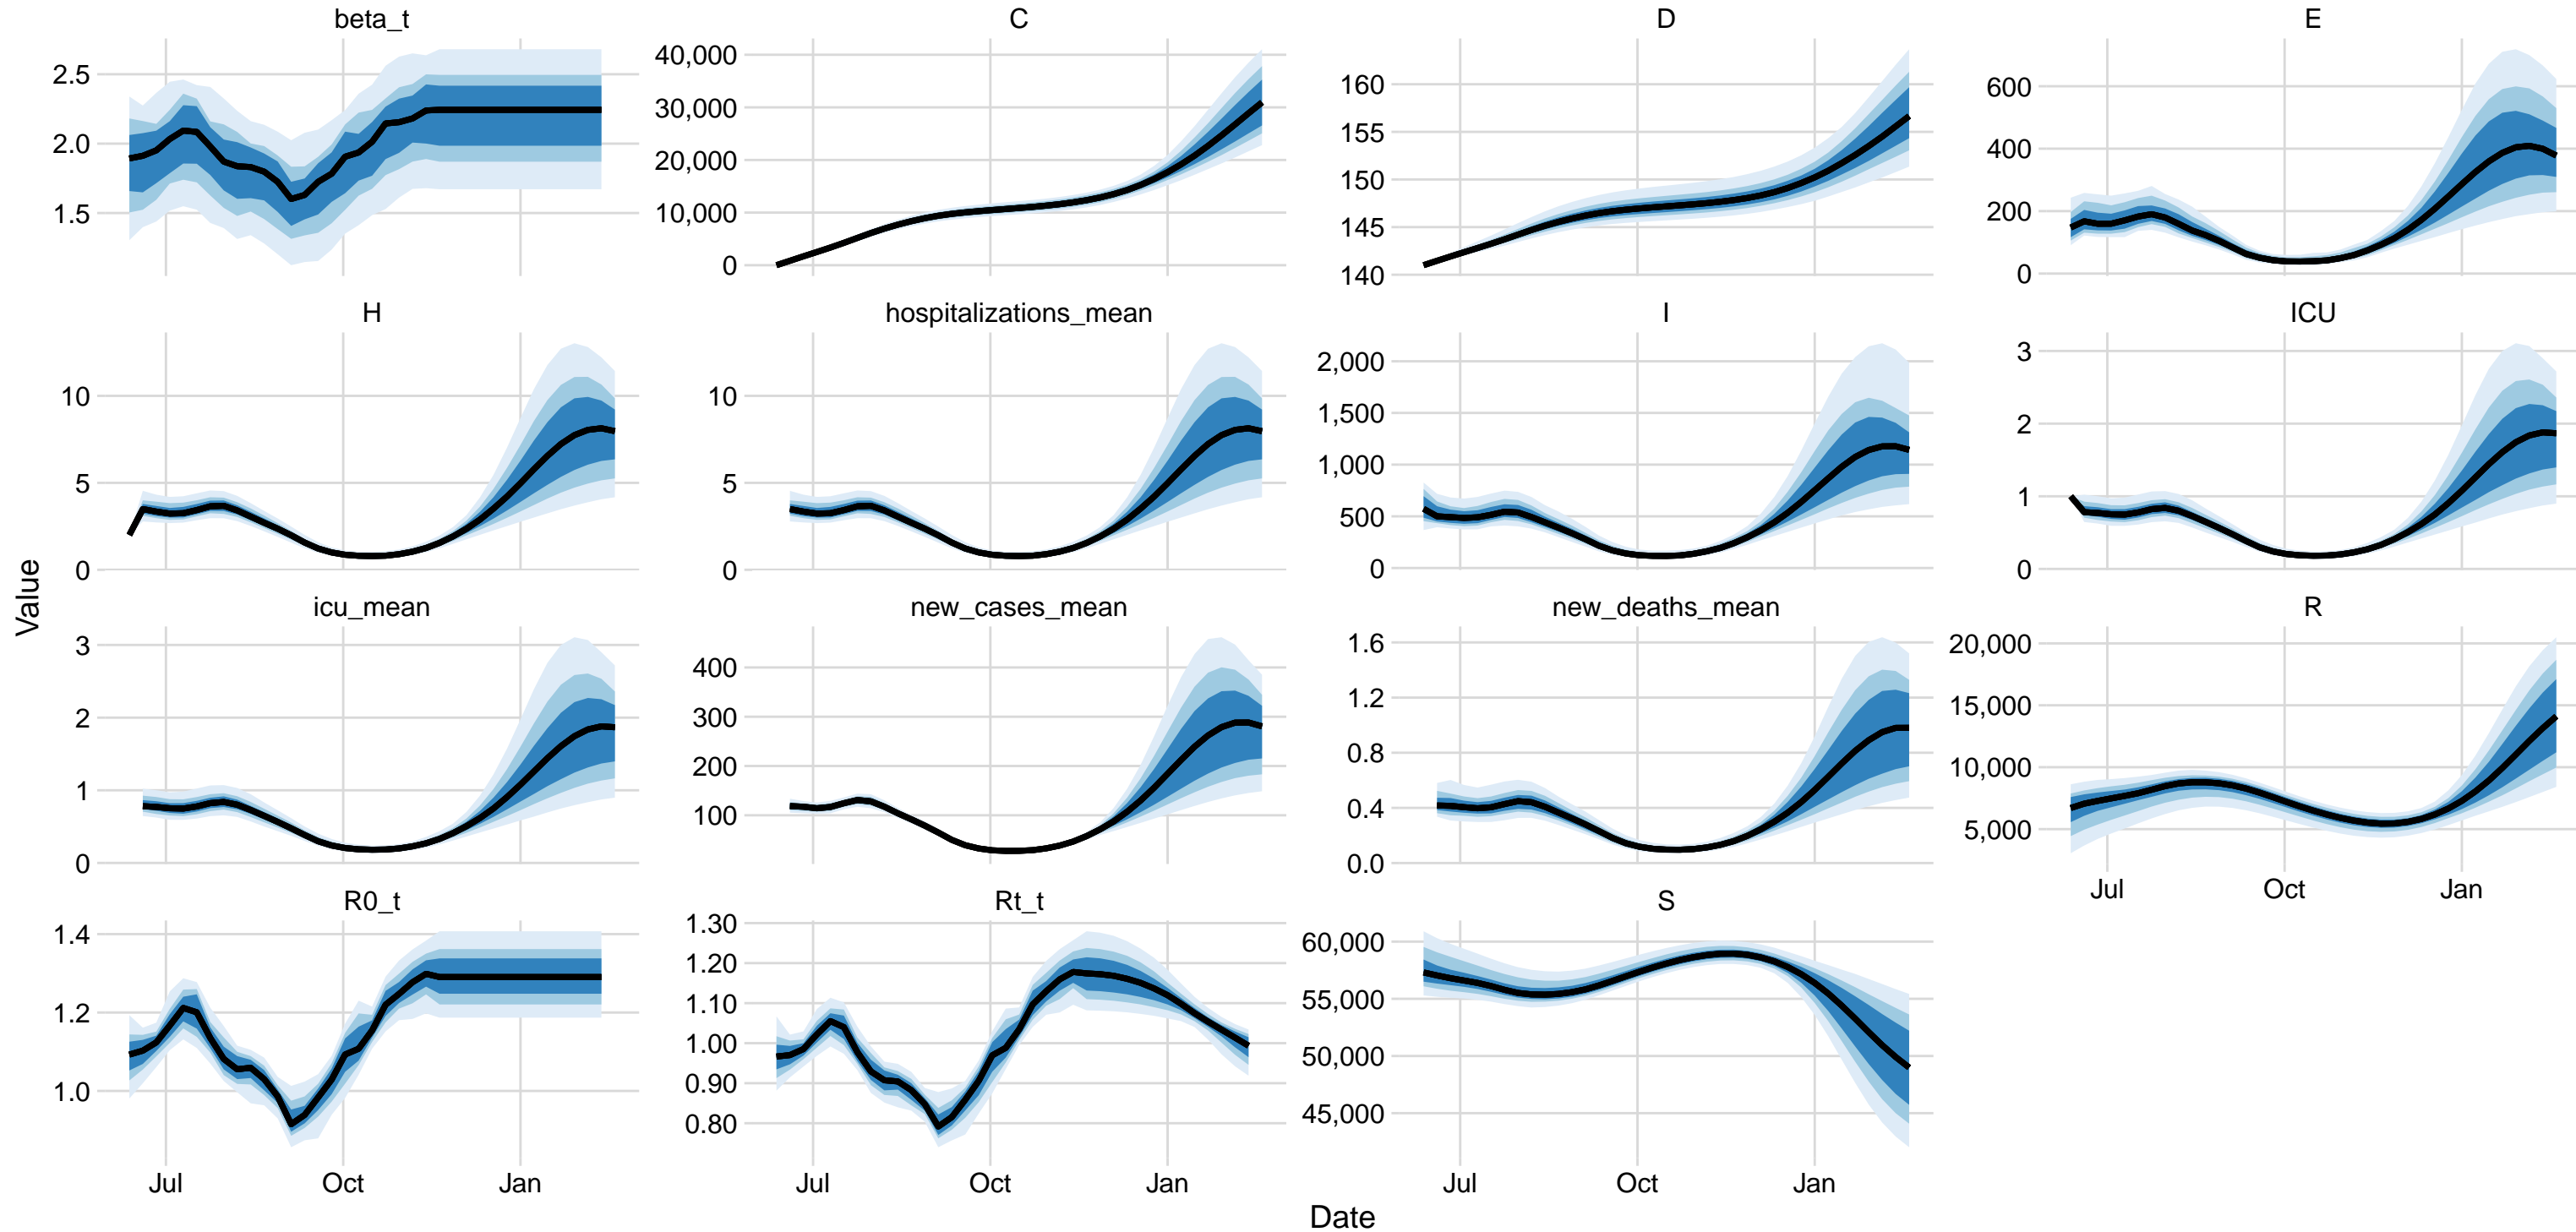 beta_t
C
D
E
2.5
2.0
1.5
40,000
30,000
20,000
10,000
0
160
155
150
145
140
600
400
200
0
H
hospitalizations_mean
I
ICU
10
5
0
10
5
0
2,000
1,500
1,000
500
0
3
2
1
0
Value
icu_mean
new_cases_mean
new_deaths_mean
R
3
2
1
0
400
300
200
100
1.6
1.2
0.8
0.4
0.0
20,000
15,000
10,000
5,000
Jul Oct Jan
R0_t
Rt_t
S
1.4
1.2
1.0
1.30
1.20
1.10
1.00
0.90
0.80
60,000
55,000
50,000
45,000
Jul Oct Jan
Jul Oct Jan
Jul Oct Jan
Date